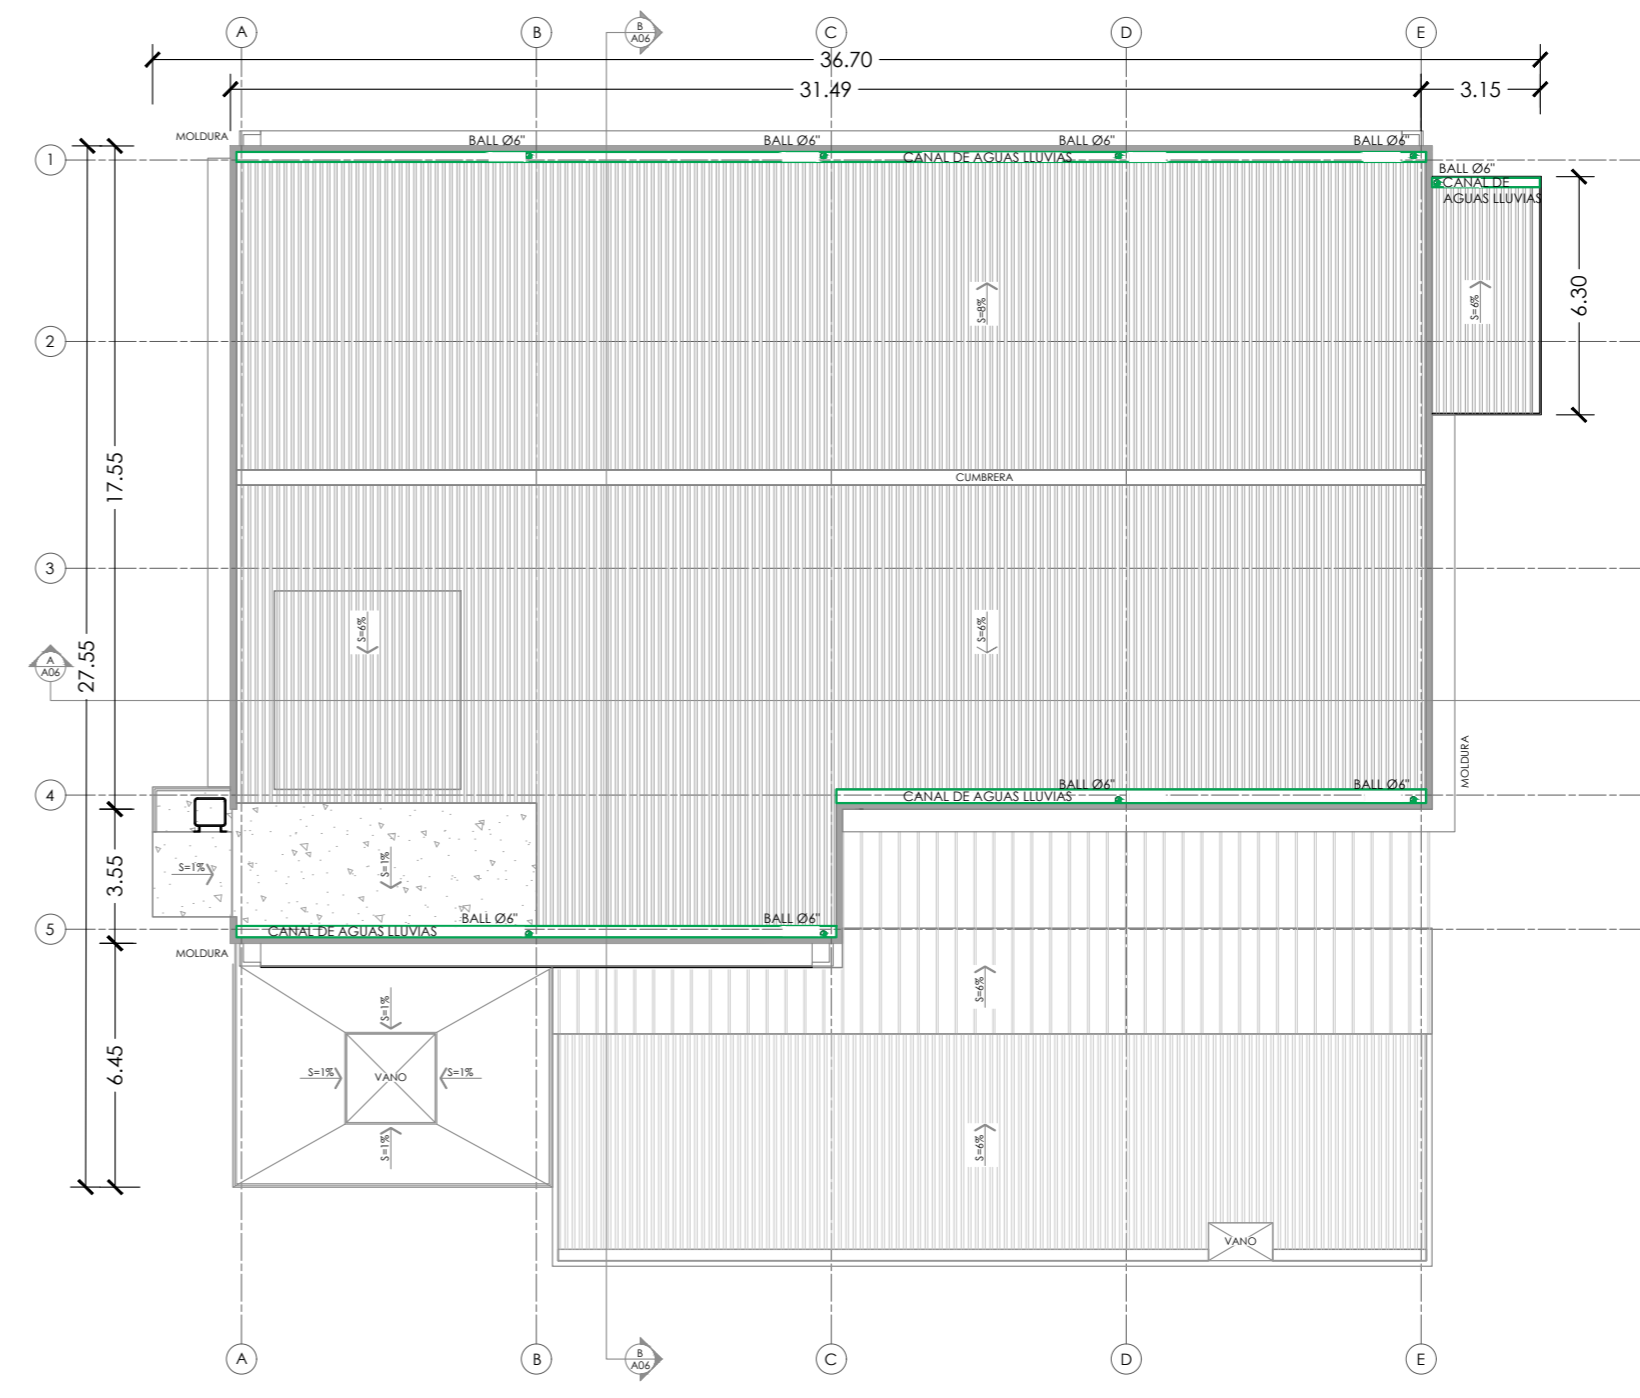 A
B
B
A06
C
D
E
36.70
31.49
3.15
MOLDURA
BALL Ø6"
BALL Ø6"
BALL Ø6"
BALL Ø6"
1
CANAL DE AGUAS LLUVIAS
BALL Ø6"
CANAL DE
AGUAS LLUVIAS
S=8%
S=6%
6.30
2
17.55
CUMBRERA
3
S=6%
S=6%
A
A06
27.55
MOLDURA
4
BALL Ø6"
BALL Ø6"
CANAL DE AGUAS LLUVIAS
3.55
S=1%
S=1%
BALL Ø6"
BALL Ø6"
5
CANAL DE AGUAS LLUVIAS
MOLDURA
S=6%
S=1%
6.45
S=1%
VANO
S=1%
S=1%
S=6%
VANO
A
B
B
A06
C
D
E